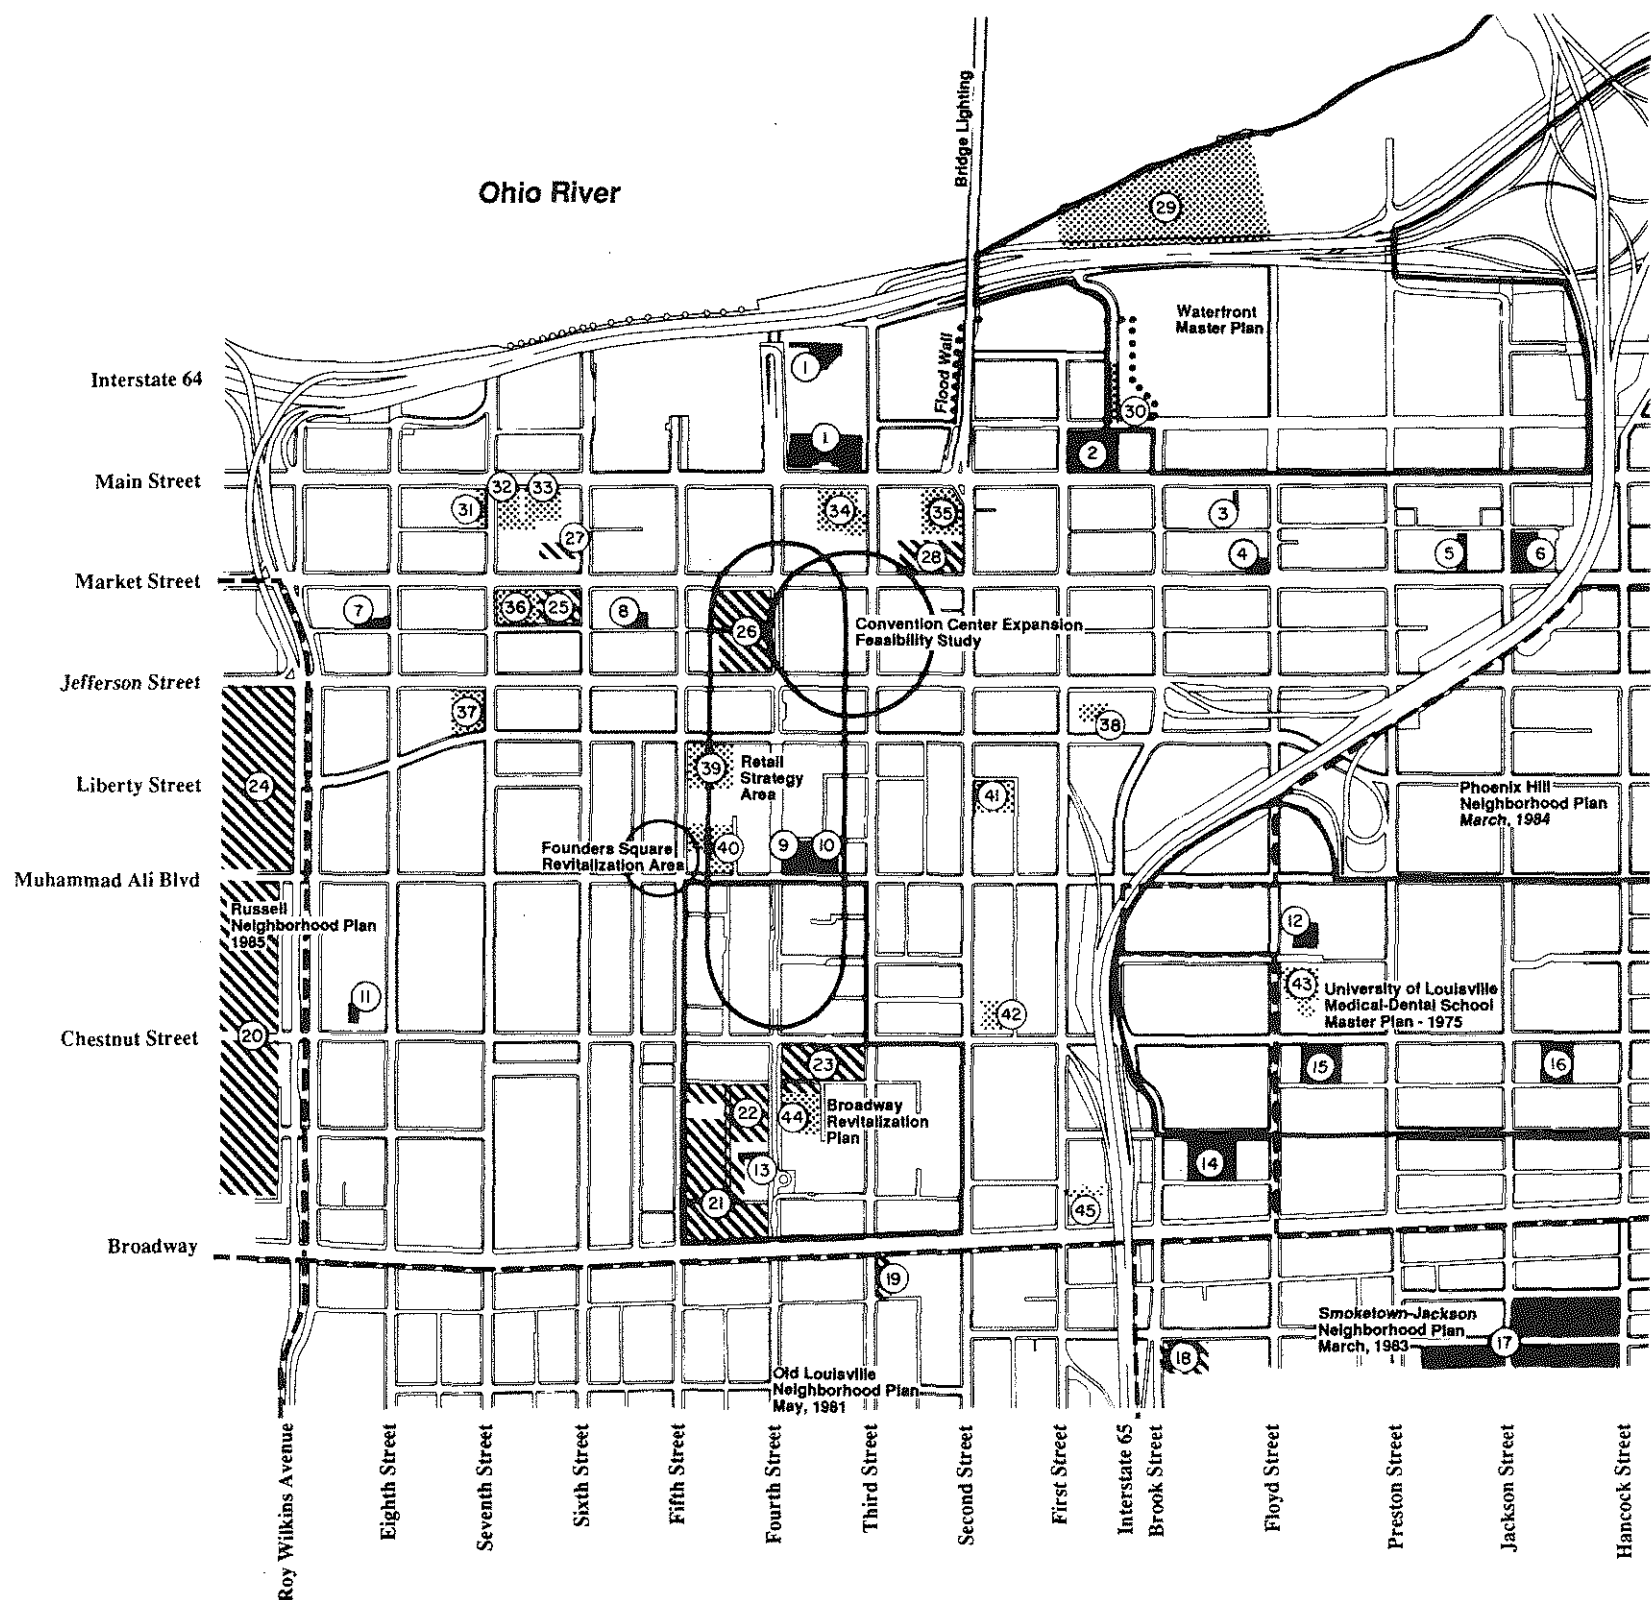 Ohio River
Bridge Lighting
29
Waterfront
Master Plan
Flood Wall
Interstate 64
1
30
1
2
Main Street
32
33
31
34
35
3
27
28
4
5
6
Market Street
7
36
25
8
26
Convention Center Expansion
Feasibility Study
Jefferson Street
37
38
39
Retail
Strategy
Area
Liberty Street
24
41
Phoenix Hill
Neighborhood Plan
March, 1984
Founders Square
Revitalization Area
40
9
10
Muhammad Ali Blvd
Russell
Neighborhood Plan
1985
12
11
43
University of Louisville
Medical-Dental School
Master Plan - 1975
42
Chestnut Street
20
23
15
16
22
44
Broadway
Revitalization
Plan
13
14
21
45
Broadway
19
Smoketown-Jackson
Neighborhood Plan
March, 1983
17
18
Old Louisville
Neighborhood Plan
May, 1981
Roy Wilkins Avenue
Eighth Street
Seventh Street
Sixth Street
Fifth Street
Fourth Street
Third Street
Second Street
First Street
Interstate 65
Brook Street
Floyd Street
Preston Street
Jackson Street
Hancock Street